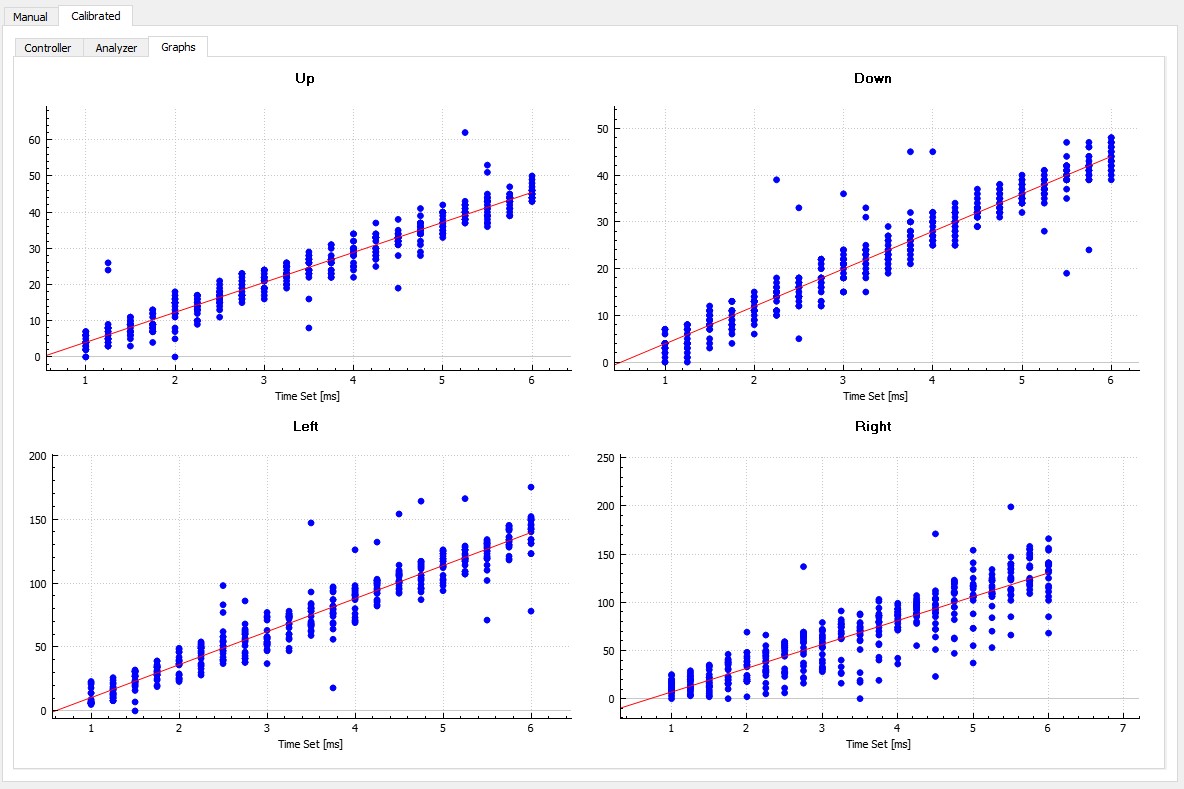 Manual Calibrated
Controller Analyzer Graphs
Up
60
50
40
30
20
10
0
1 2 3 4 5 6
Time Set [ms]
Down
50
40
30
20
10
0
1 2 3 4 5 6
Time Set [ms]
Left
200
150
100
50
0
1 2 3 4 5 6
Time Set [ms]
Right
250
200
150
100
50
0
1 2 3 4 5 6 7
Time Set [ms]